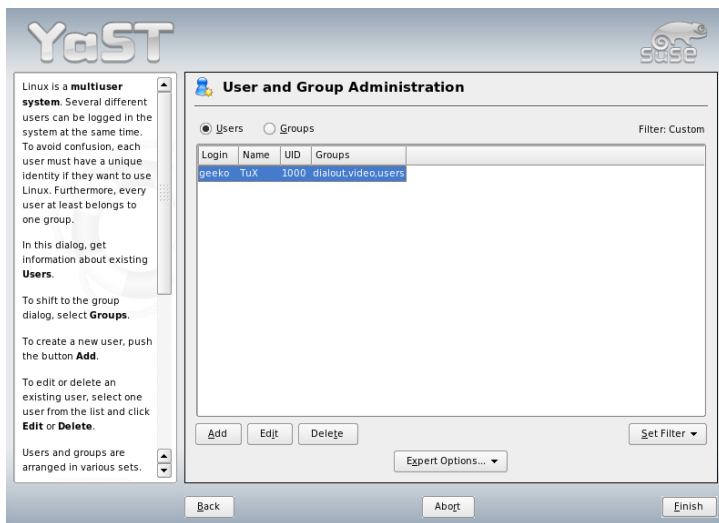 YaST
SUSE
Linux is a multiuser
system. Several different
users can be logged in the
system at the same time.
To avoid confusion, each
user must have a unique
identity if they want to use
Linux. Furthermore, every
user at least belongs to
one group.
In this dialog, get
information about existing
Users.
To shift to the group
dialog, select Groups.
To create a new user, push
the button Add.
To edit or delete an
existing user, select one
user from the list and click
Edit or Delete.
Users and groups are
arranged in various sets.
User and Group Administration
Users Groups Filter: Custom
Login Name UID Groups
geeko TuX 1000 dialout,video,users
Add Edit Delete Set Filter
Expert Options...
Back Abort Finish